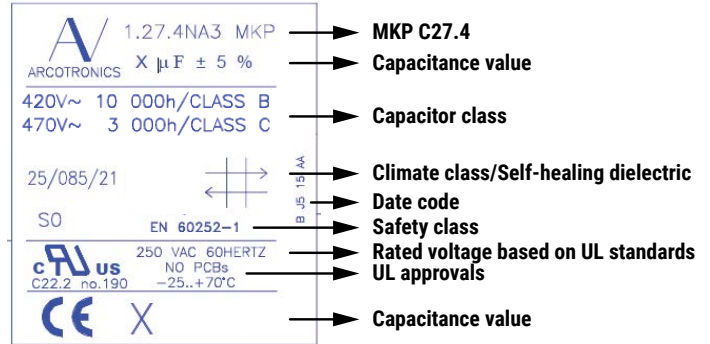 1.27.4NA3 MKP
MKP C27.4
ARCOTRONICS
X µF ± 5 %
Capacitance value
420V~ 10 000h/CLASS B
470V~ 3 000h/CLASS C
Capacitor class
25/085/21
Climate class/Self-healing dielectric
B J5 15 AA
Date code
SO
EN 60252-1
Safety class
250 VAC 60HERTZ
Rated voltage based on UL standards
c RU us
NO PCBs
UL approvals
C22.2 no.190
-25..+70°C
CE X
Capacitance value